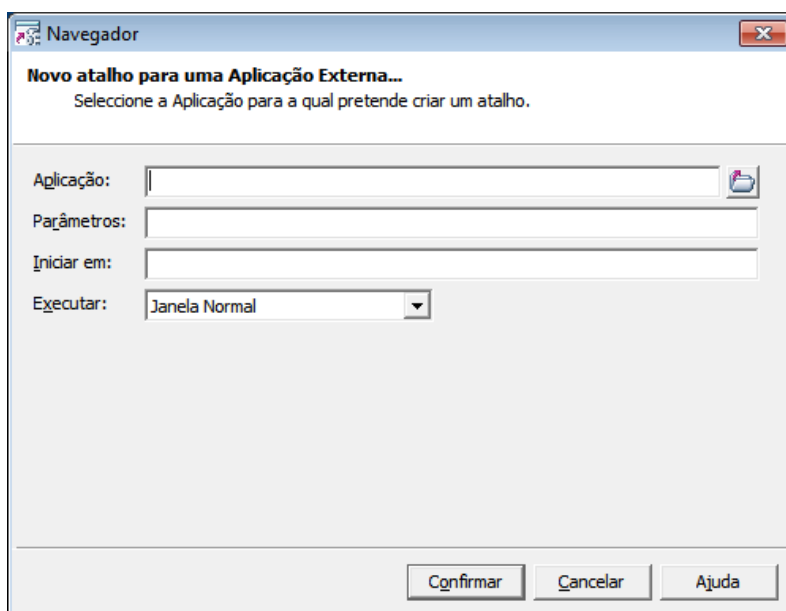 Navegador
Novo atalho para uma Aplicação Externa...
Seleccione a Aplicação para a qual pretende criar um atalho.
Aplicação:
Parâmetros:
Iniciar em:
Executar: Janela Normal
Confirmar Cancelar Ajuda